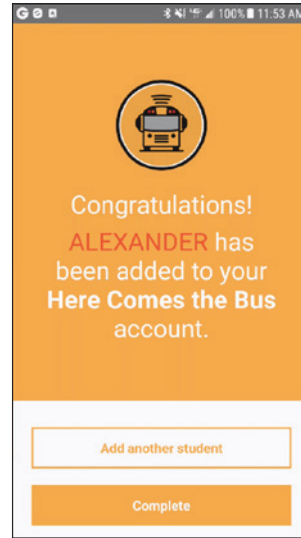 100% 11:53 AM
Congratulations!
ALEXANDER has
been added to your
Here Comes the Bus
account.
Add another student
Complete